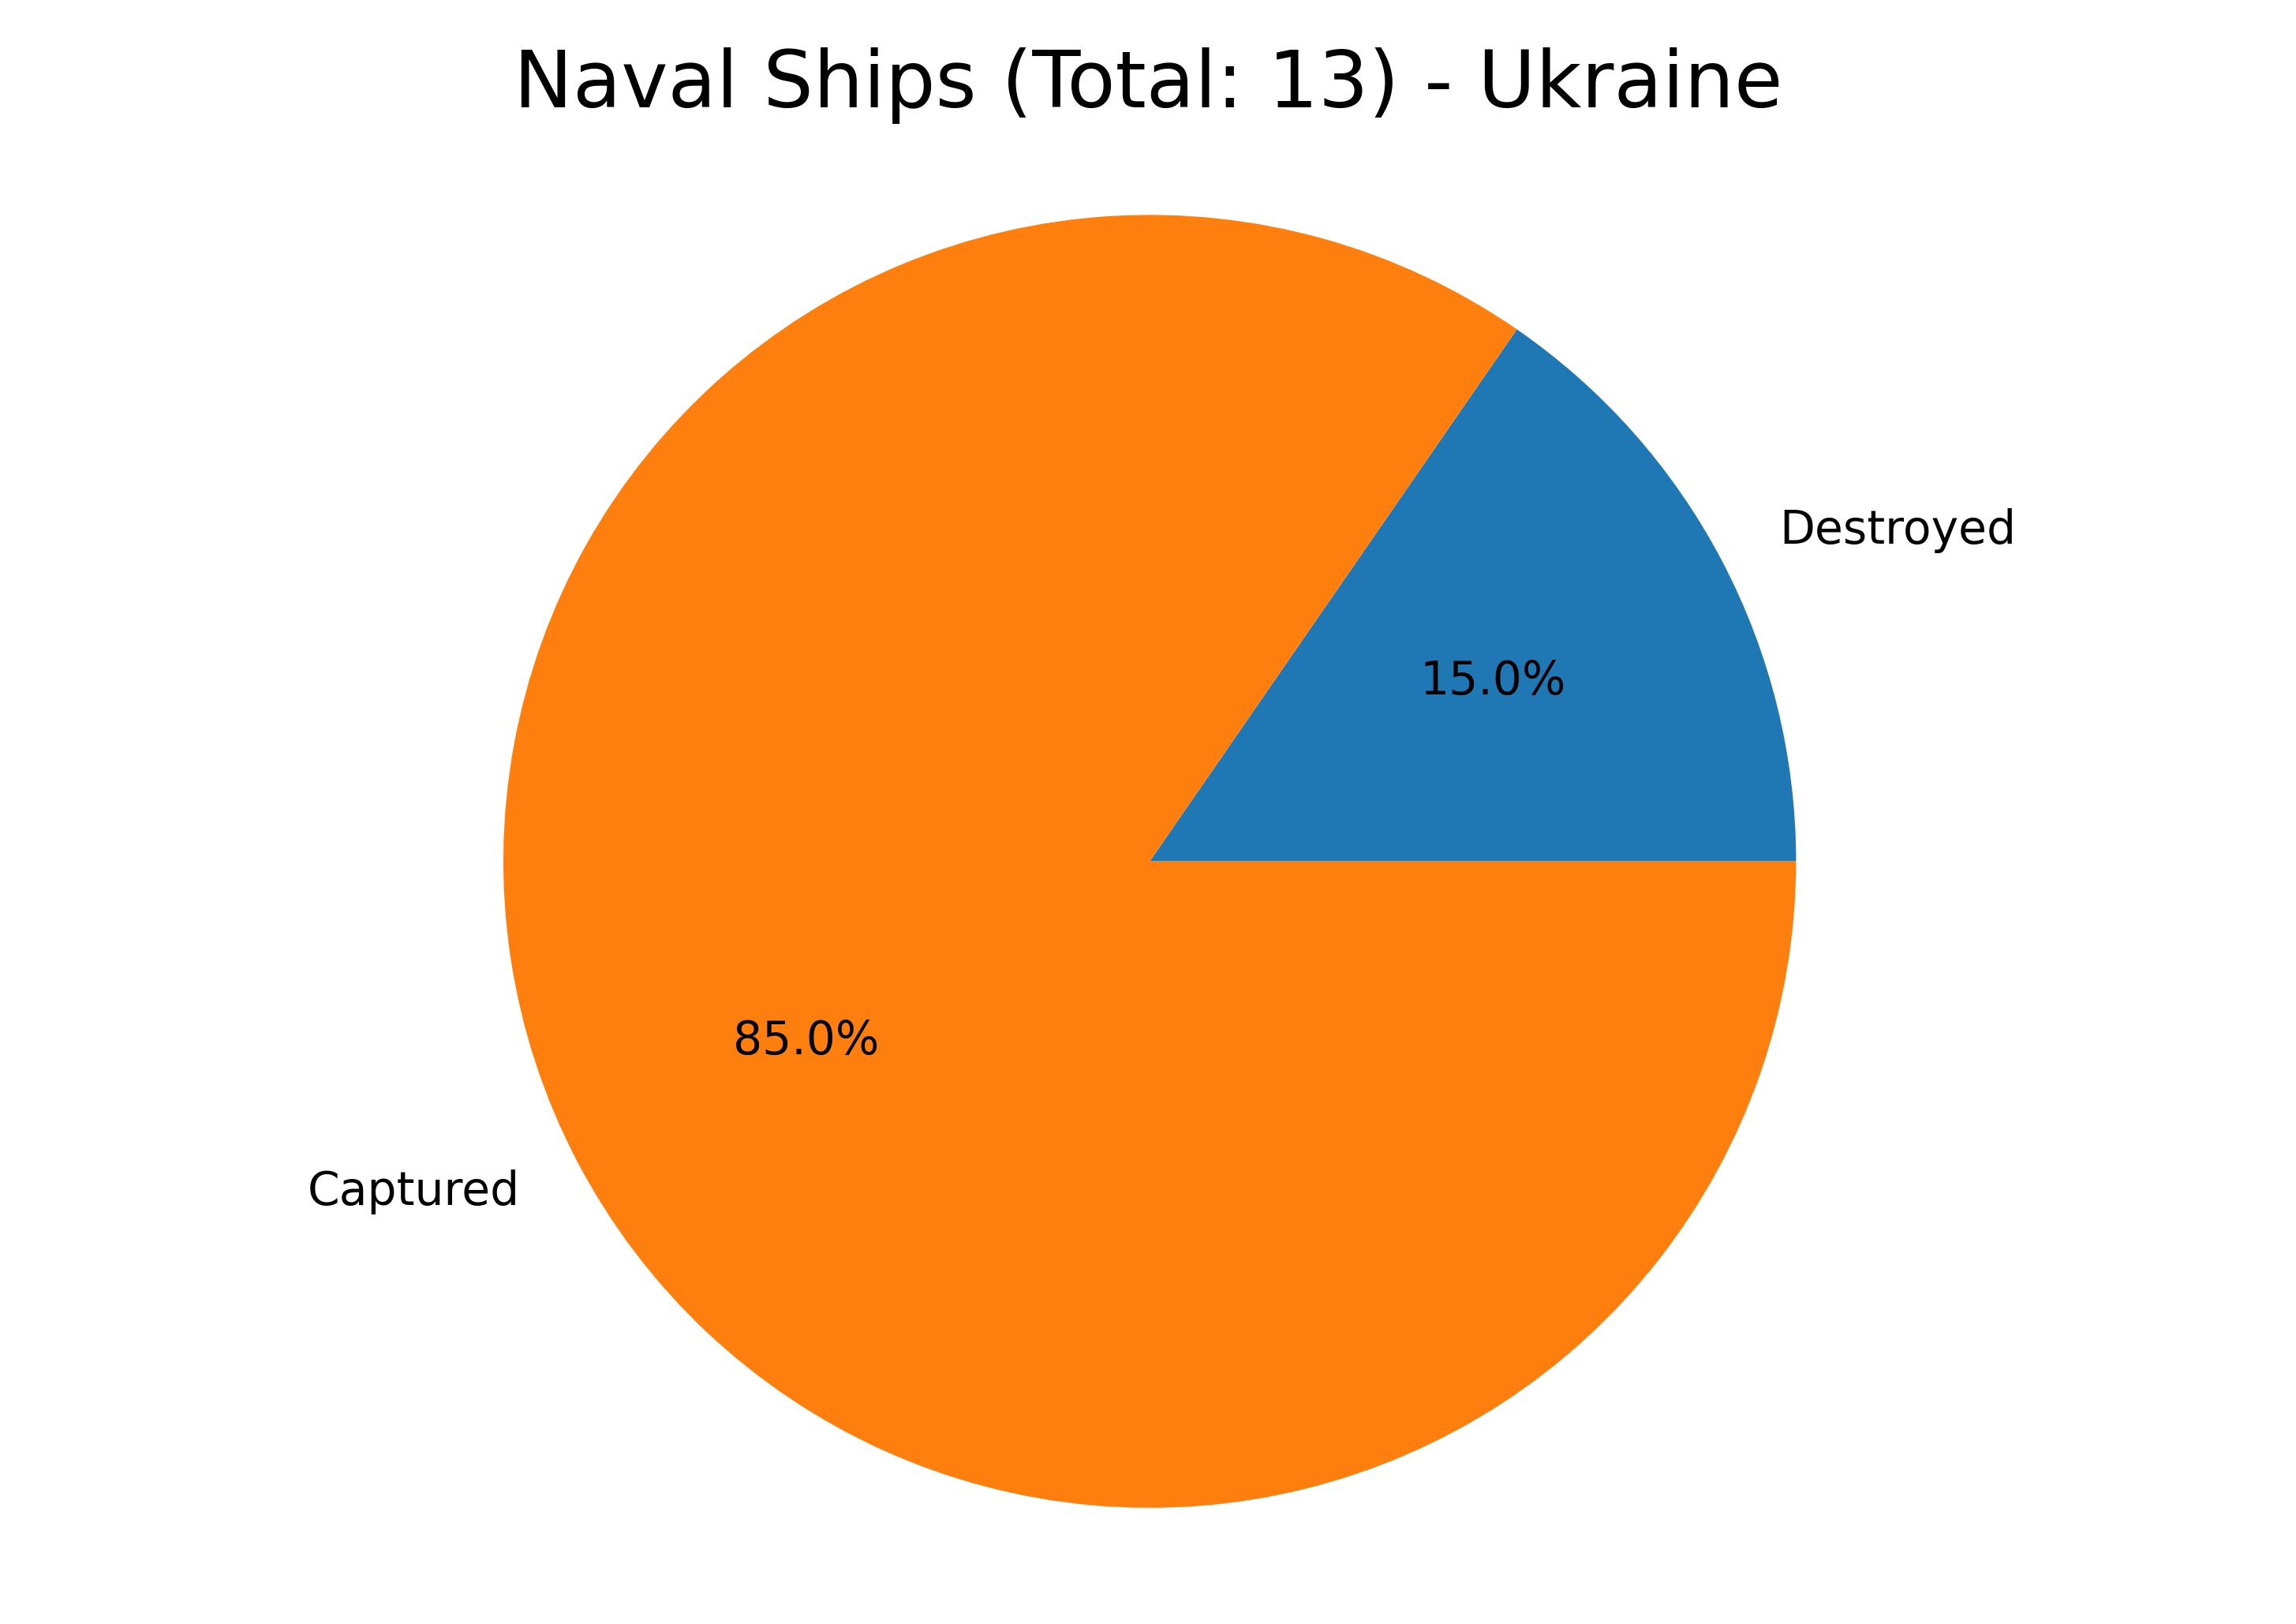 Naval Ships (Total: 13) - Ukraine
Destroyed
15.0%
85.0%
Captured